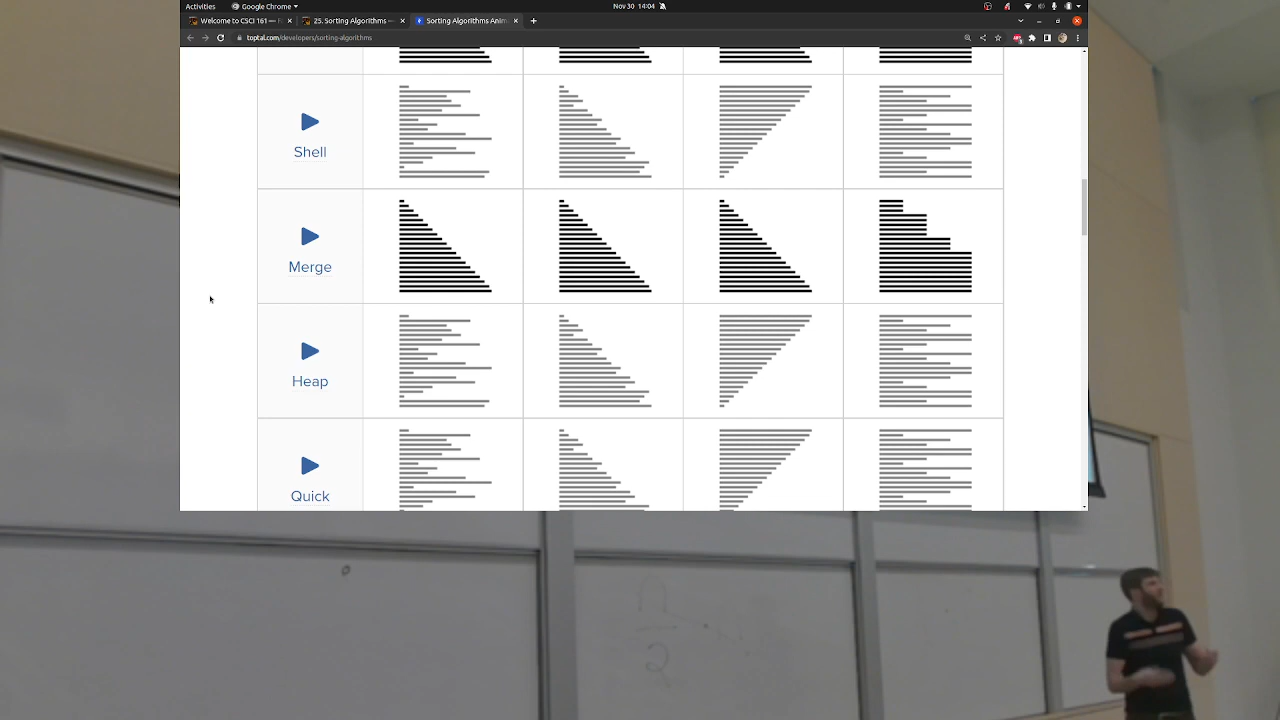 Activities
Google Chrome
Nov 30 14:04
Welcome to CSCI 161 —
25. Sorting Algorithms —
Sorting Algorithms Anim
toptal.com/developers/sorting-algorithms
Shell
Merge
Heap
Quick